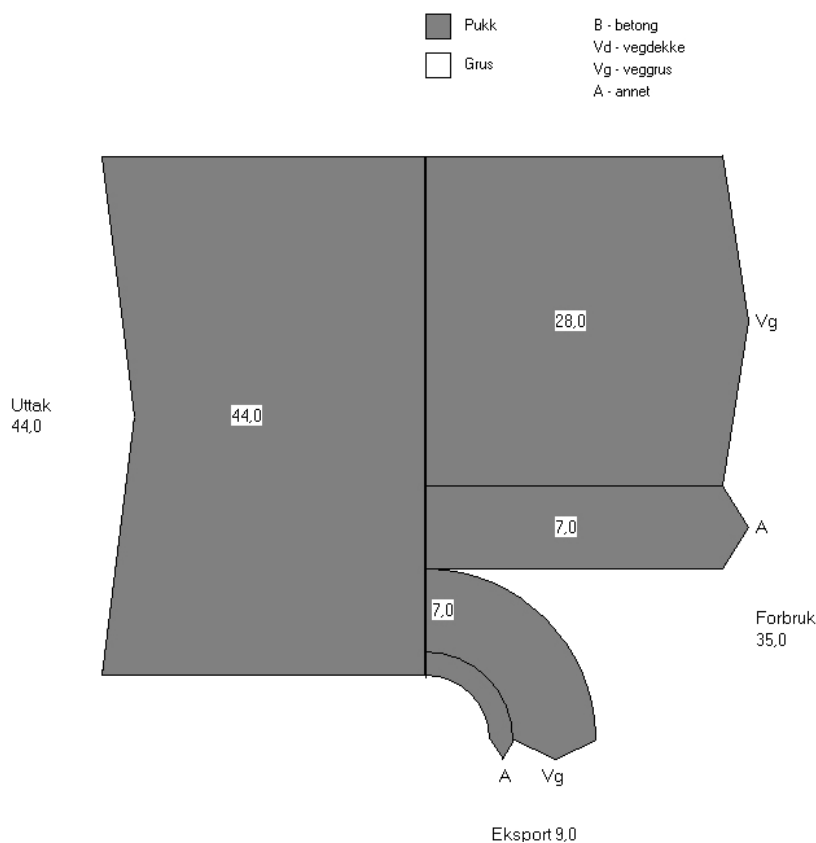 Pukk
Grus
B - betong
Vd - vegdekke
Vg - veggrus
A - annet
28,0
Vg
Uttak
44,0
44,0
7,0
A
7,0
Forbruk
35,0
A
Vg
Eksport 9,0